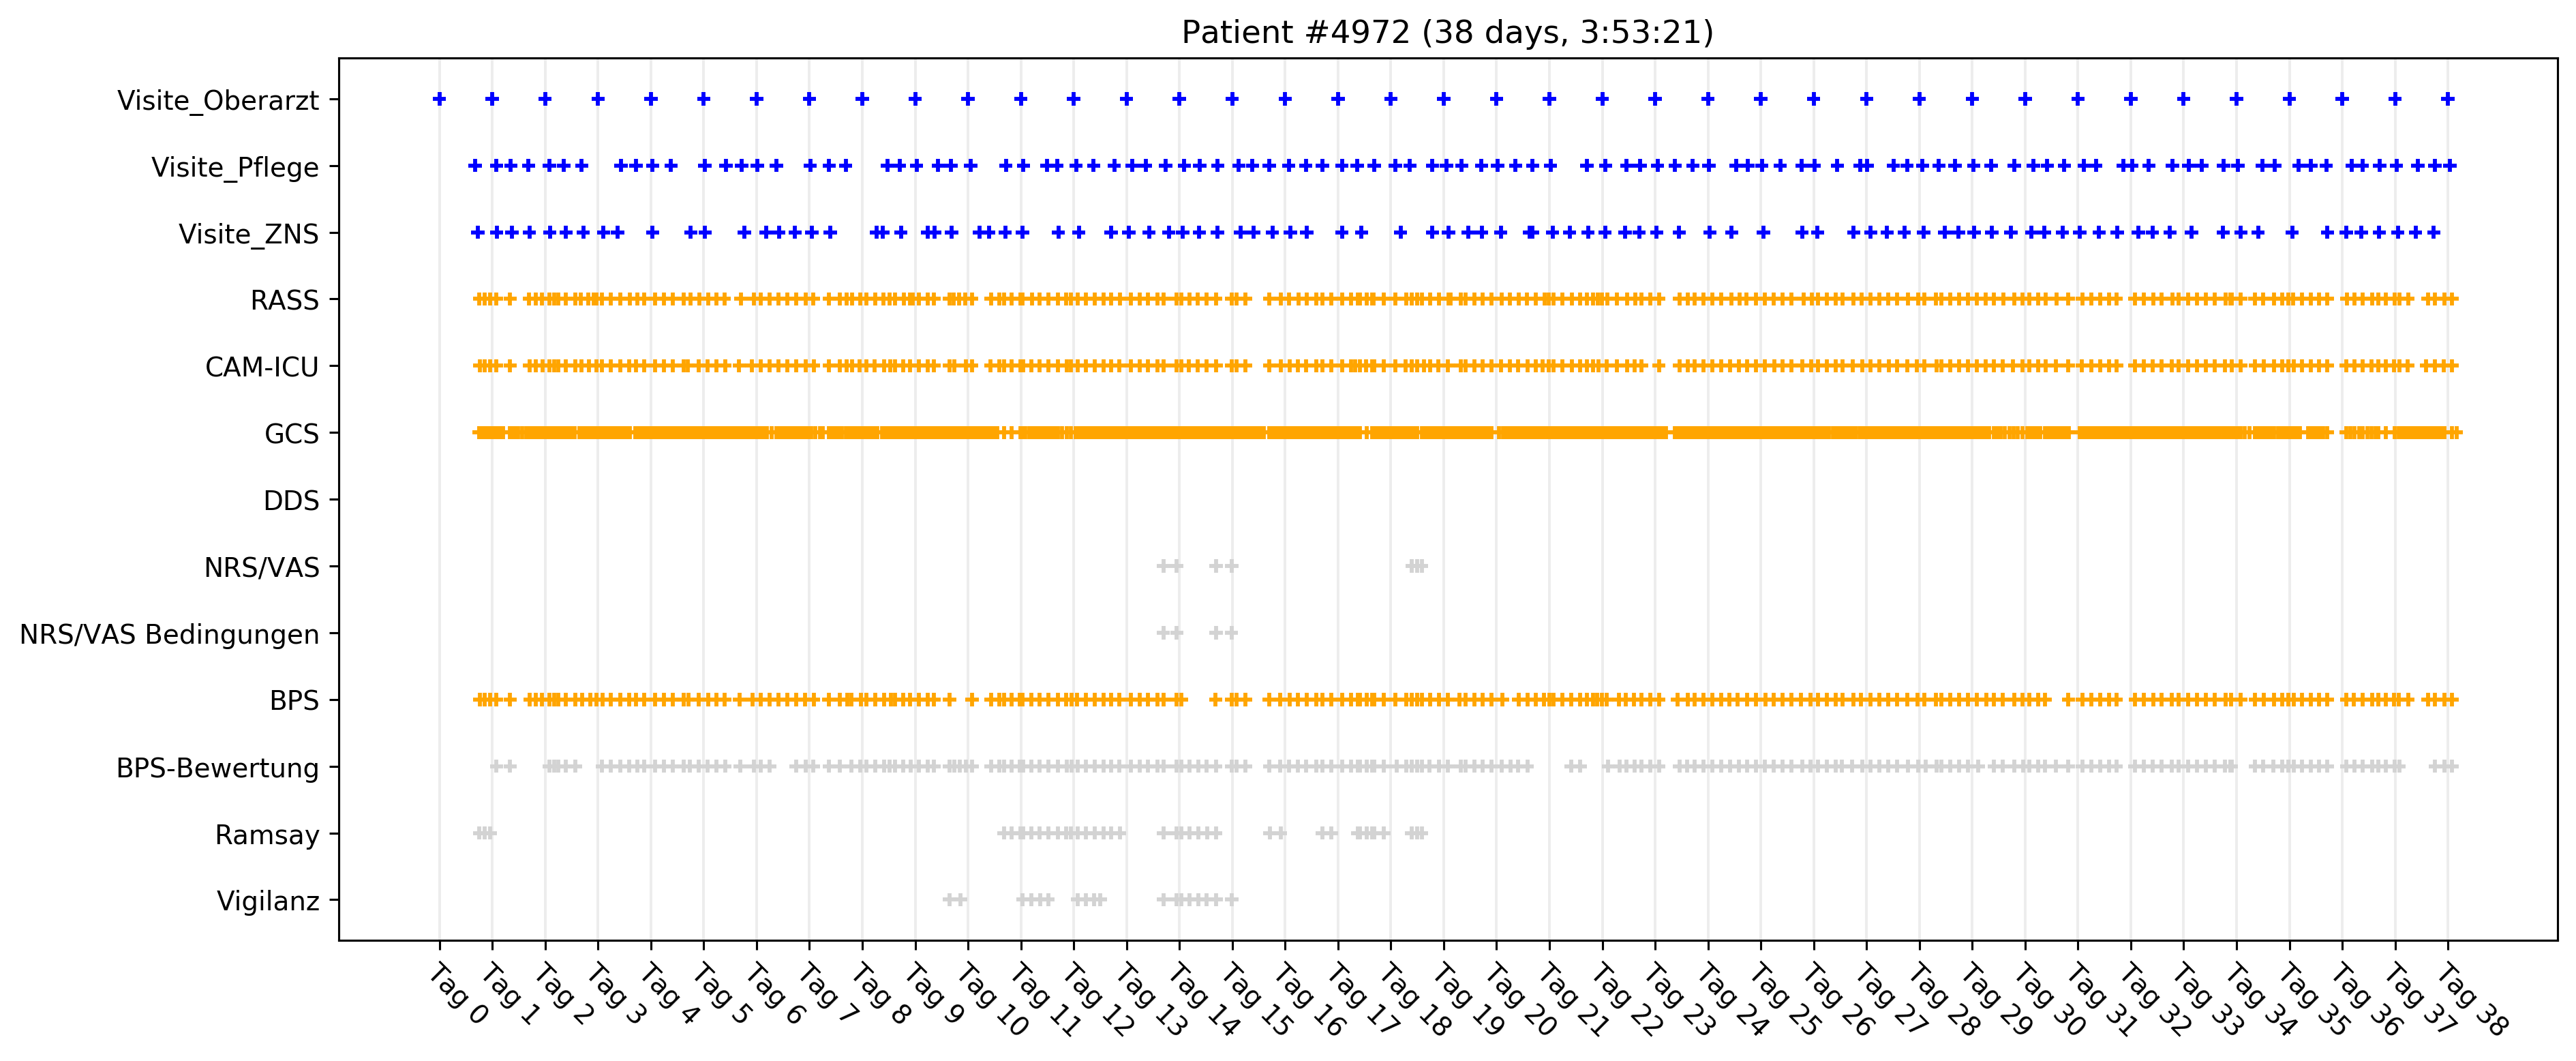 Patient #4972 (38 days, 3:53:21)
Visite_Oberarzt
Visite_Pflege
Visite_ZNS
RASS
CAM-ICU
GCS
DDS
NRS/VAS
NRS/VAS Bedingungen
BPS
BPS-Bewertung
Ramsay
Vigilanz
Tag 0
Tag 1
Tag 2
Tag 3
Tag 4
Tag 5
Tag 6
Tag 7
Tag 8
Tag 9
Tag 10
Tag 11
Tag 12
Tag 13
Tag 14
Tag 15
Tag 16
Tag 17
Tag 18
Tag 19
Tag 20
Tag 21
Tag 22
Tag 23
Tag 24
Tag 25
Tag 26
Tag 27
Tag 28
Tag 29
Tag 30
Tag 31
Tag 32
Tag 33
Tag 34
Tag 35
Tag 36
Tag 37
Tag 38